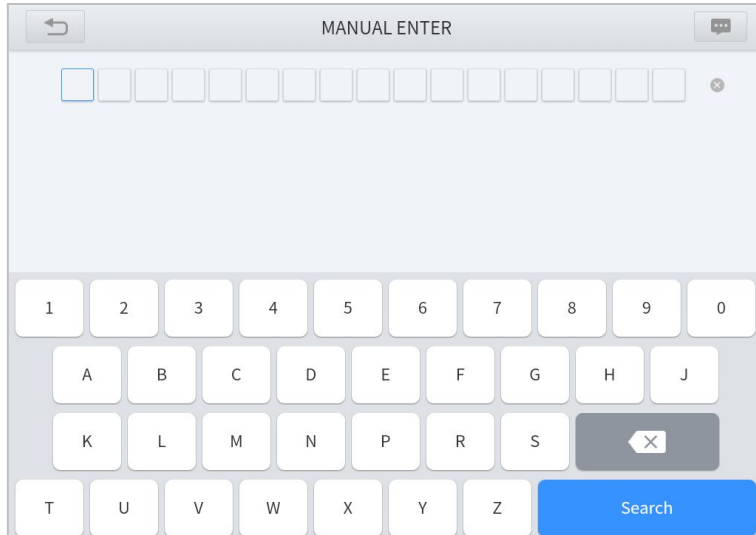 MANUAL ENTER
1 2 3 4 5 6 7 8 9 0
A B C D E F G H J
K L M N P R S
T U V W X Y Z Search